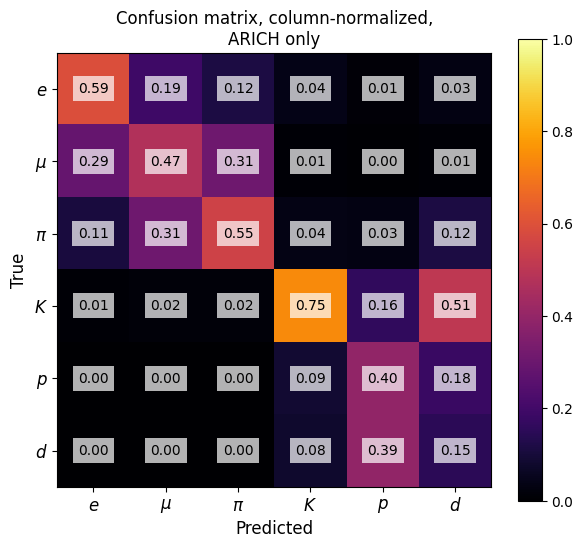 Confusion matrix, column-normalized,
ARICH only
True
e 0.59 0.19 0.12 0.04 0.01 0.03
μ 0.29 0.47 0.31 0.01 0.00 0.01
π 0.11 0.31 0.55 0.04 0.03 0.12
K 0.01 0.02 0.02 0.75 0.16 0.51
p 0.00 0.00 0.00 0.09 0.40 0.18
d 0.00 0.00 0.00 0.08 0.39 0.15
e μ π K p d
Predicted
1.0
0.8
0.6
0.4
0.2
0.0